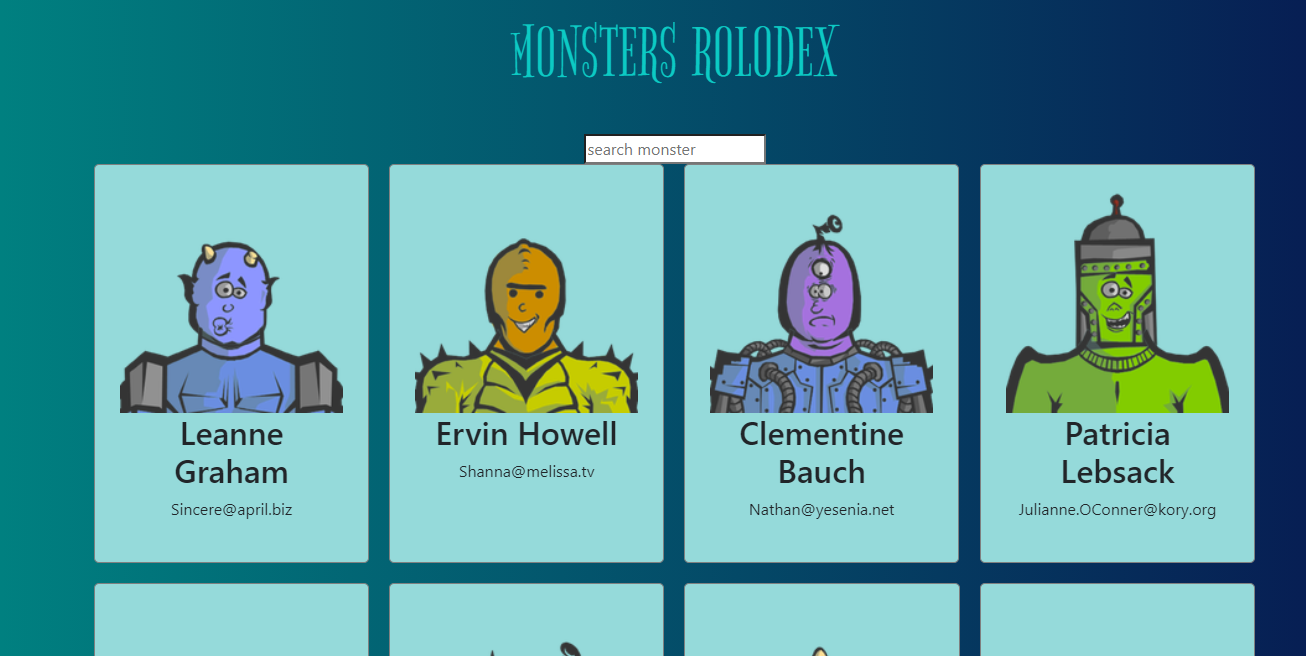 MONSTERS ROLODEX
search monster
Leanne
Graham
Sincere@april.biz
Ervin Howell
Shanna@melissa.tv
Clementine
Bauch
Nathan@yesenia.net
Patricia
Lebsack
Julianne.OConner@kory.org